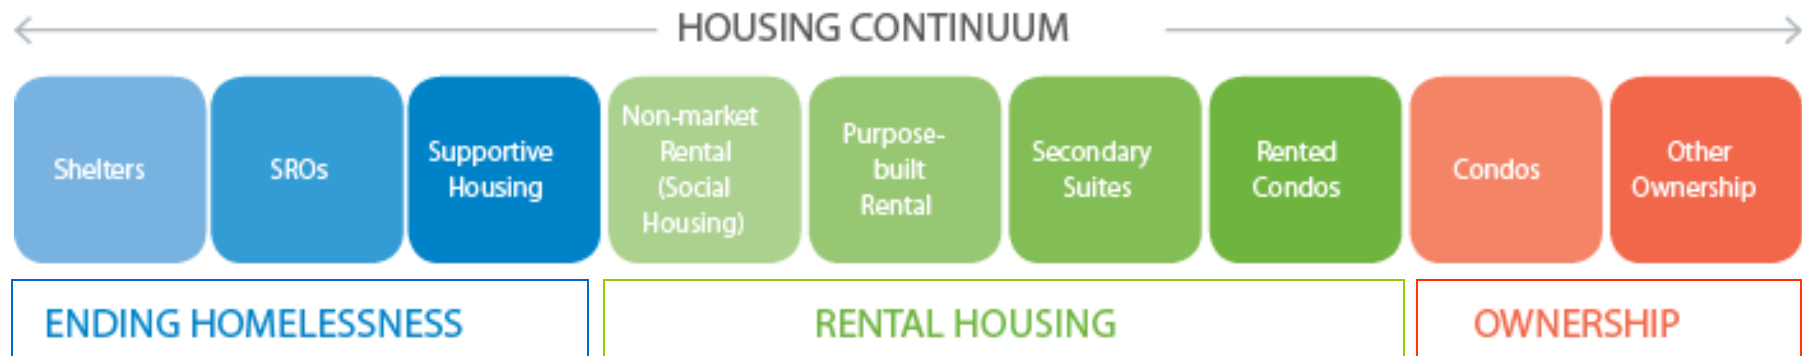 HOUSING CONTINUUM
Shelters
SROs
Supportive
Housing
Non-market
Rental
(Social
Housing)
Purpose-
built
Rental
Secondary
Suites
Rented
Condos
Condos
Other
Ownership
ENDING HOMELESSNESS
RENTAL HOUSING
OWNERSHIP